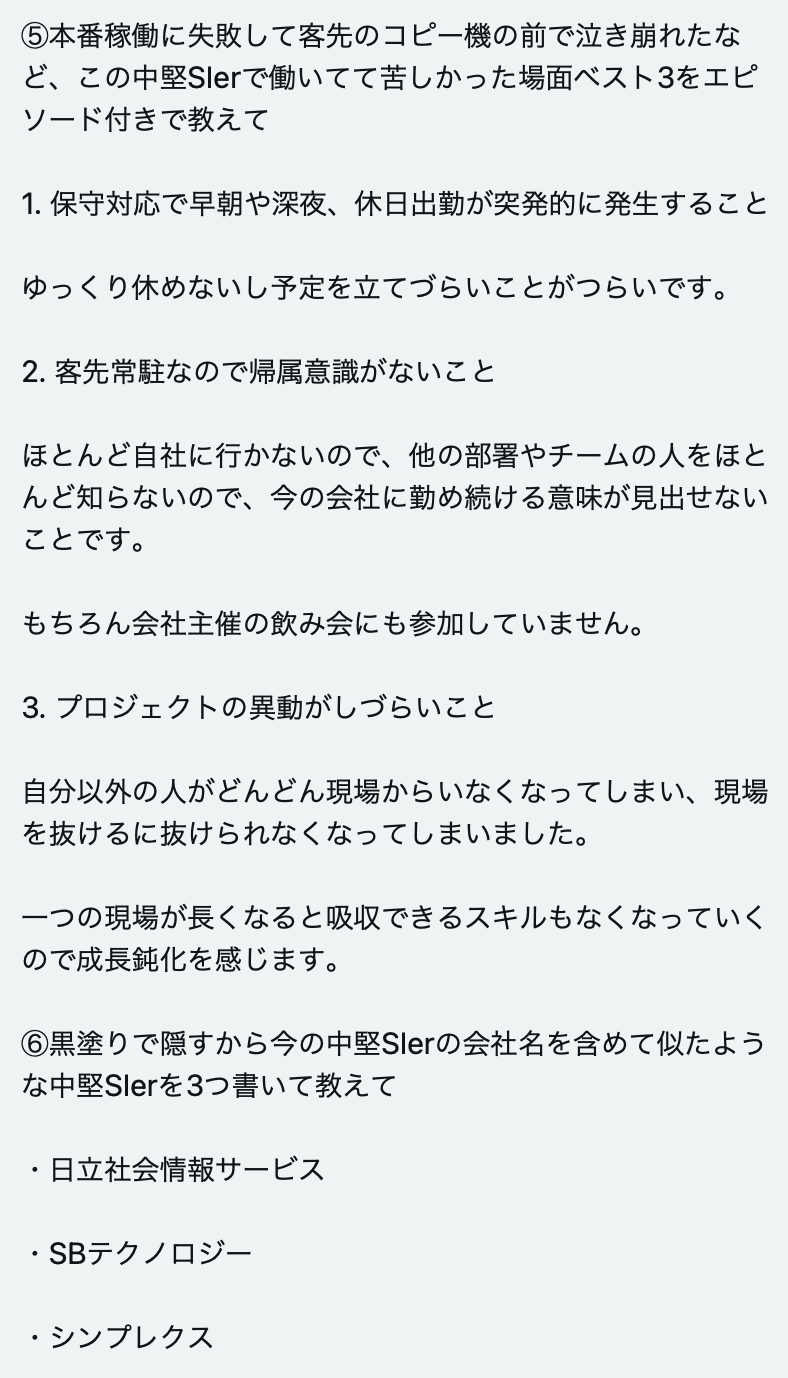 ⑤本番稼働に失敗して客先のコピー機の前で泣き崩れたな
ど、この中堅SIerで働いてて苦しかった場面ベスト3をエピ
ソード付きで教えて
1. 保守対応で早朝や深夜、休日出勤が突発的に発生すること
ゆっくり休めないし予定を立てづらいことがつらいです。
2. 客先常駐なので帰属意識がないこと
ほとんど自社に行かないので、他の部署やチームの人をほと
んど知らないので、今の会社に勤め続ける意味が見出せない
ことです。
もちろん会社主催の飲み会にも参加していません。
3. プロジェクトの異動がしづらいこと
自分以外の人がどんどん現場からいなくなってしまい、現場
を抜けるに抜けられなくなってしまいました。
一つの現場が長くなると吸収できるスキルもなくなっていく
ので成長鈍化を感じます。
⑥黒塗りで隠すから今の中堅SIerの会社名を含めて似たよう
な中堅SIerを3つ書いて教えて
・日立社会情報サービス
・SBテクノロジー
・シンプレクス